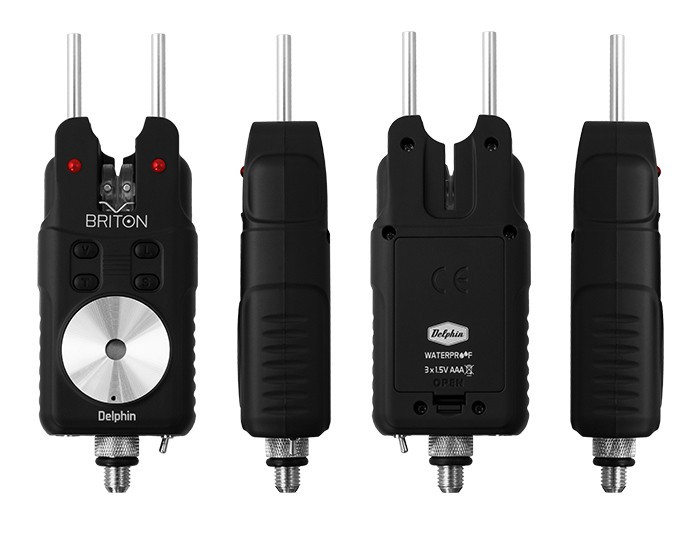 BRITON
V L
T S
Delphin
CE
Delphin
WATERPROOF
3 x 1.5V AAA
OPEN